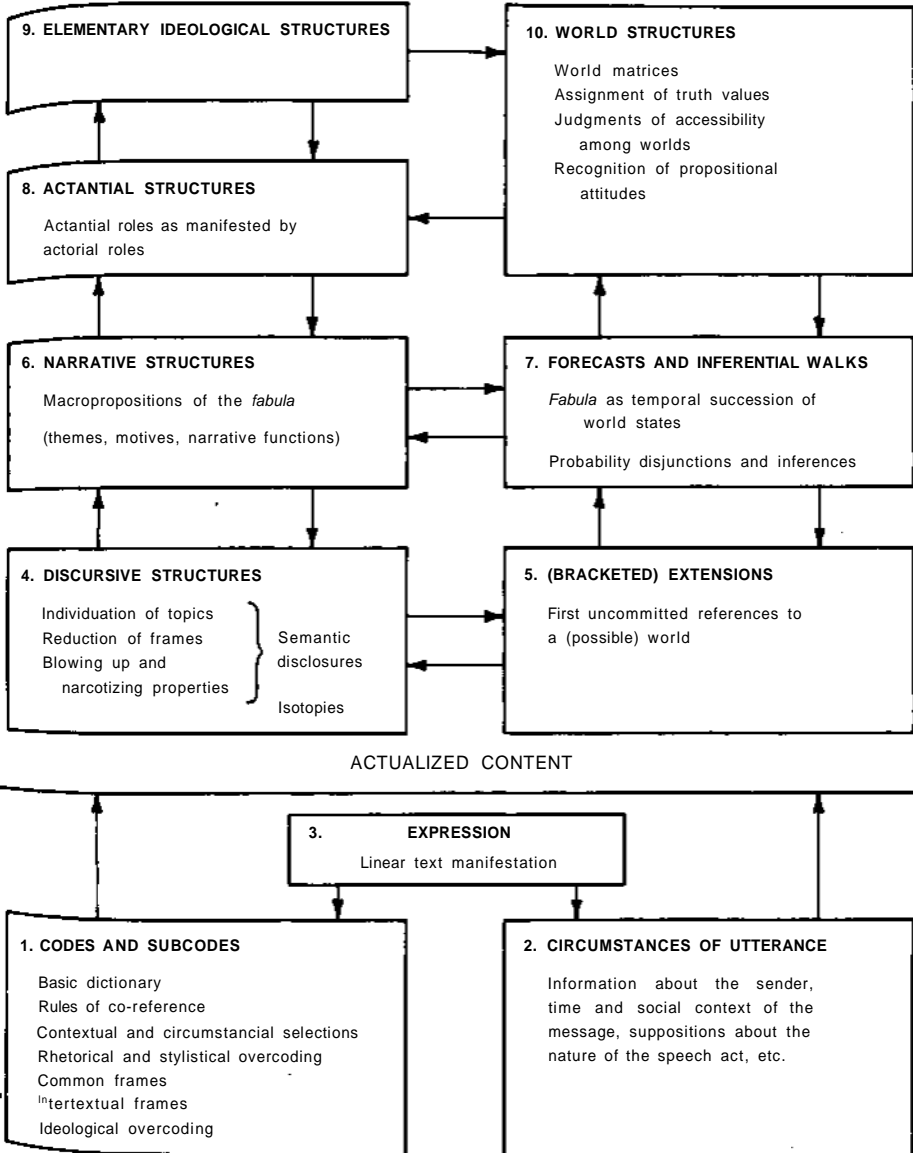 9. ELEMENTARY IDEOLOGICAL STRUCTURES
10. WORLD STRUCTURES
World matrices
Assignment of truth values
Judgments of accessibility
among worlds
Recognition of propositional
attitudes
8. ACTANTIAL STRUCTURES
Actantial roles as manifested by
actorial roles
6. NARRATIVE STRUCTURES
Macropropositions of the fabula
(themes, motives, narrative functions)
7. FORECASTS AND INFERENTIAL WALKS
Fabula as temporal succession of
world states
Probability disjunctions and inferences
4. DISCURSIVE STRUCTURES
Individuation of topics
Reduction of frames
Blowing up and
narcotizing properties
Semantic
disclosures
Isotopies
5. (BRACKETED) EXTENSIONS
First uncommitted references to
a (possible) world
ACTUALIZED CONTENT
3. EXPRESSION
Linear text manifestation
1. CODES AND SUBCODES
Basic dictionary
Rules of co-reference
Contextual and circumstancial selections
Rhetorical and stylistical overcoding
Common frames
Intertextual frames
Ideological overcoding
2. CIRCUMSTANCES OF UTTERANCE
Information about the sender,
time and social context of the
message, suppositions about the
nature of the speech act, etc.